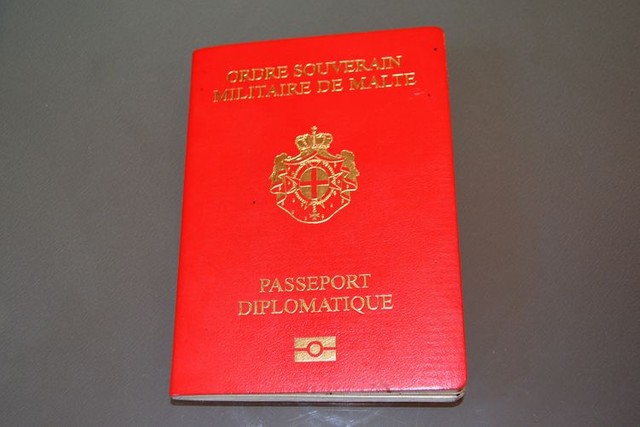 ORDRE SOUVERAIN
MILITAIRE DE MALTE
PASSEPORT
DIPLOMATIQUE